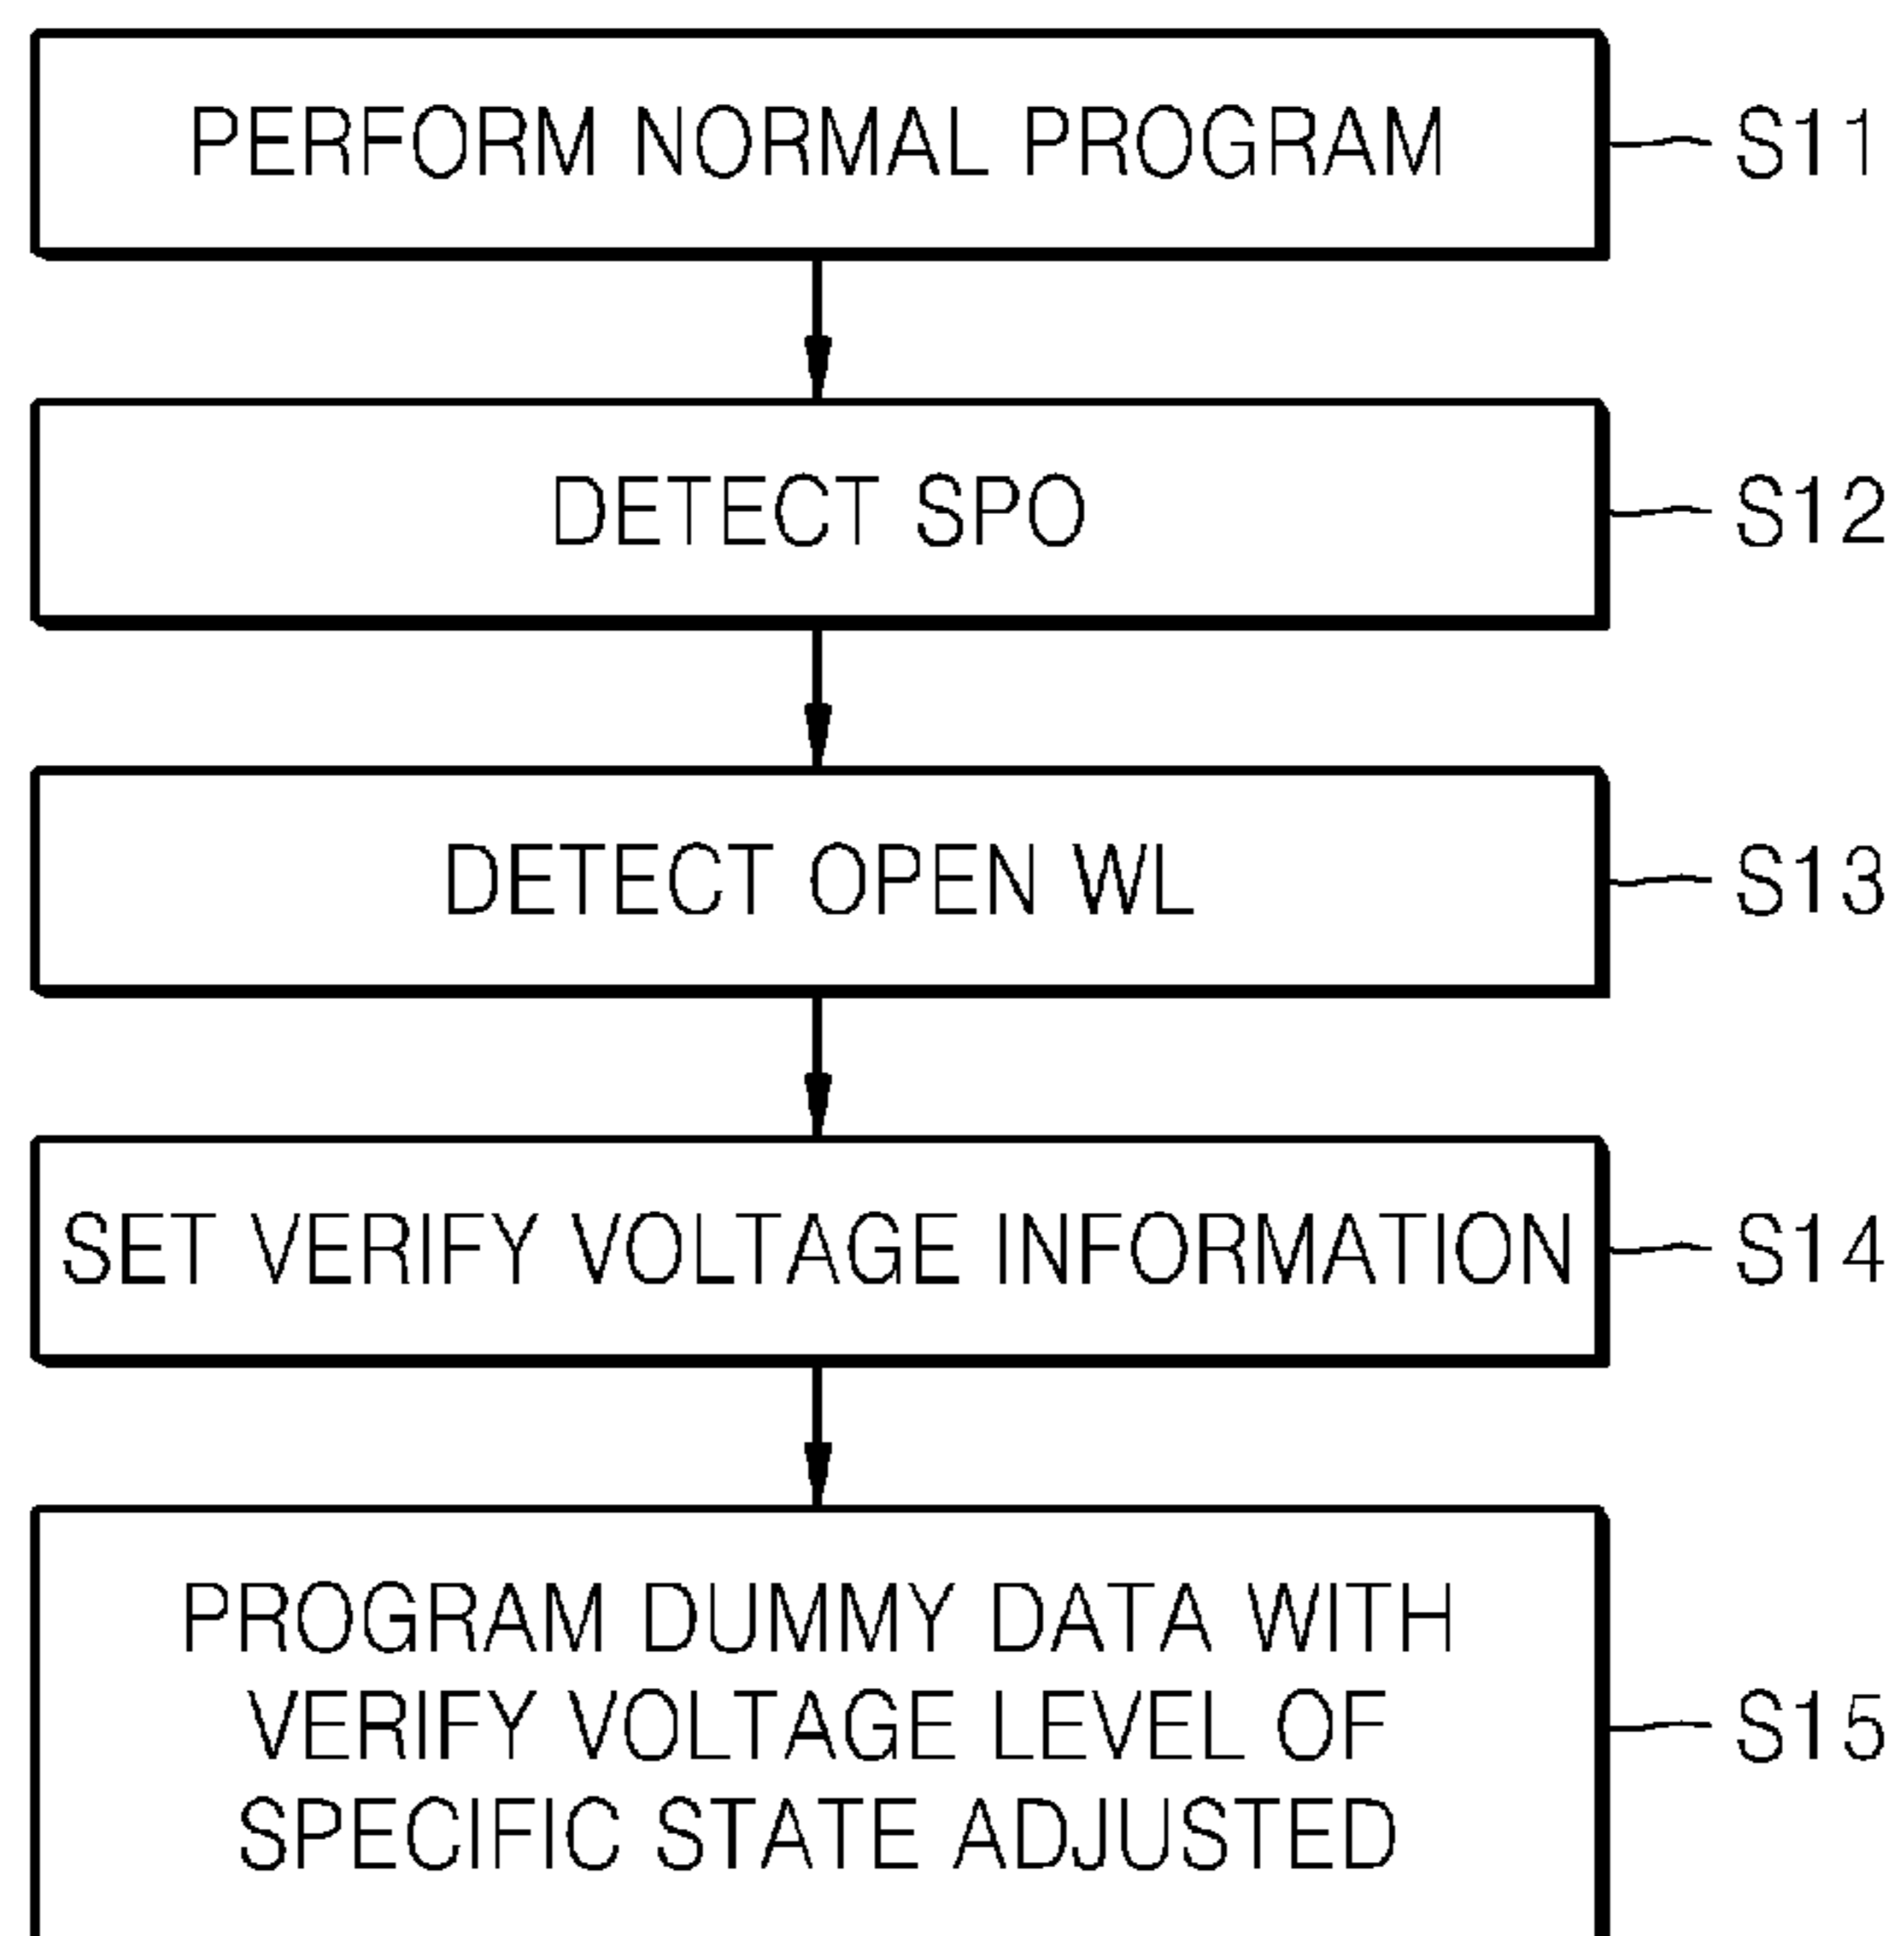 PERFORM NORMAL PROGRAM
S11
DETECT SPO
S12
DETECT OPEN WL
S13
SET VERIFY VOLTAGE INFORMATION
S14
PROGRAM DUMMY DATA WITH
VERIFY VOLTAGE LEVEL OF
SPECIFIC STATE ADJUSTED
S15